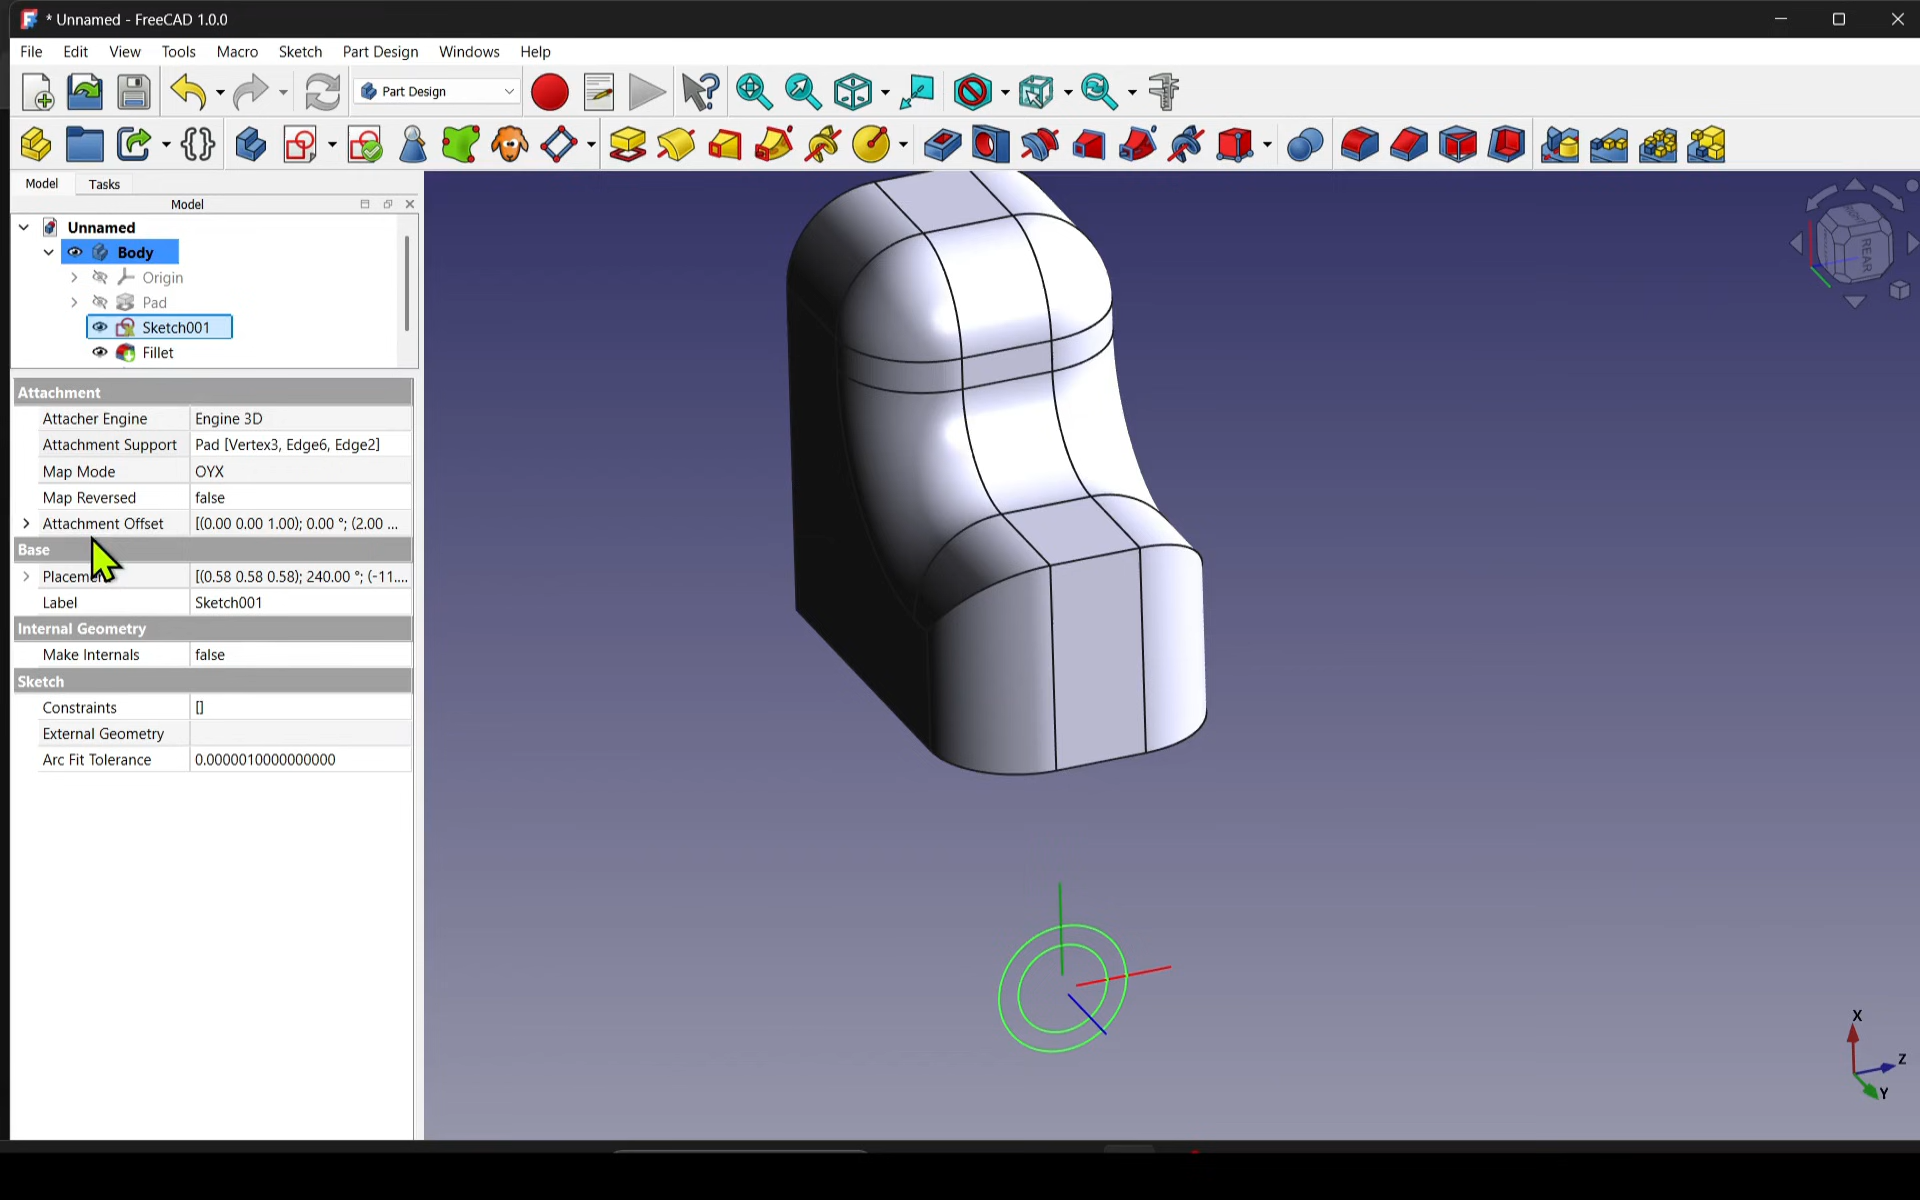 * Unnamed - FreeCAD 1.0.0
File Edit View Tools Macro Sketch Part Design Windows Help
Part Design
Model Tasks
Model
Unnamed
Body
Origin
Pad
Sketch001
Fillet
Attachment
Attacher Engine Engine 3D
Attachment Support Pad [Vertex3, Edge6, Edge2]
Map Mode OYX
Map Reversed false
Attachment Offset [(0.00 0.00 1.00); 0.00 °; (2.00 ...
Base
[(0.58 0.58 0.58); 240.00 °; (-11....
Label Sketch001
Internal Geometry
Make Internals false
Sketch
Constraints []
External Geometry
Arc Fit Tolerance 0.0000010000000000
REAR
X
Z
Y